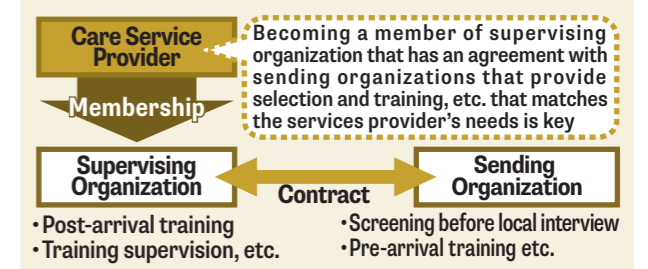 Care Service
Provider
Becoming a member of supervising
organization that has an agreement with
sending organizations that provide
selection and training, etc. that matches
the services provider's needs is key
Membership
Supervising
Organization
Contract
Sending
Organization
・Post-arrival training
・Training supervision, etc.
・Screening before local interview
・Pre-arrival training etc.